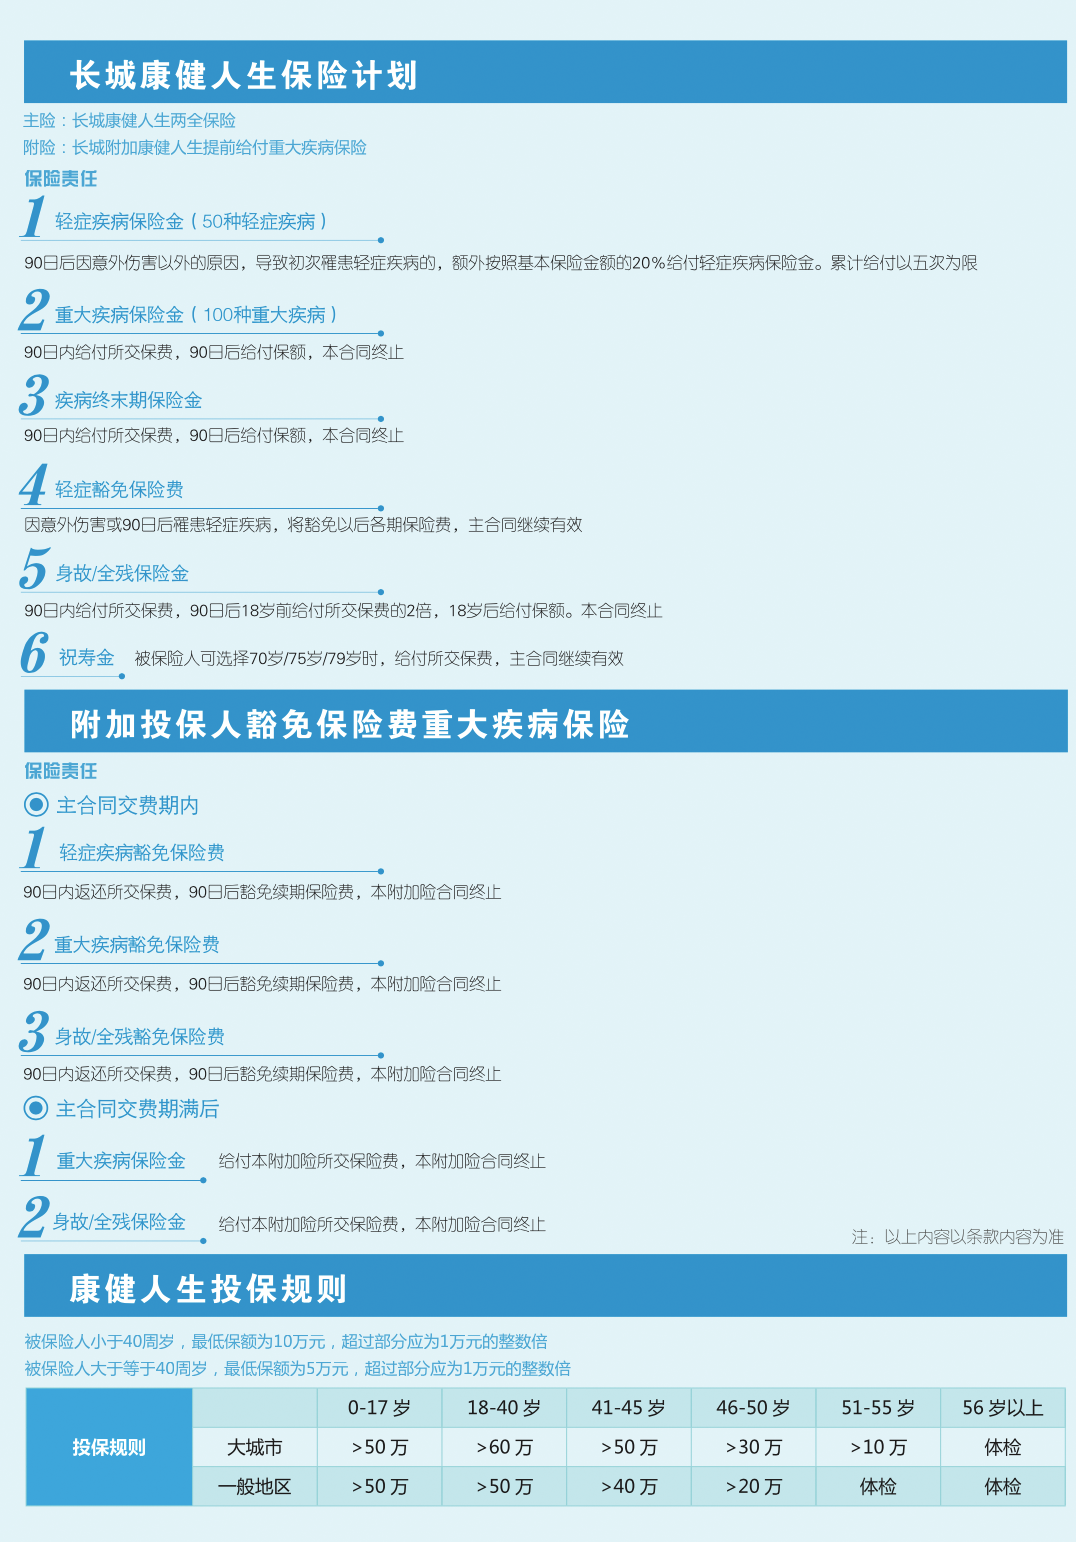 长城康健人生保险计划
主险：长城康健人生两全保险
附险：长城附加康健人生提前给付重大疾病保险
保险责任
1 轻症疾病保险金（50种轻症疾病）
90日后因意外伤害以外的原因，导致初次罹患轻症疾病的，额外按照基本保险金额的20%给付轻症疾病保险金。累计给付以五次为限
2 重大疾病保险金（100种重大疾病）
90日内给付所交保费，90日后给付保额，本合同终止
3 疾病终末期保险金
90日内给付所交保费，90日后给付保额，本合同终止
4 轻症豁免保险费
因意外伤害或90日后罹患轻症疾病，将豁免以后各期保险费，主合同继续有效
5 身故/全残保险金
90日内给付所交保费，90日后18岁前给付所交保费的2倍，18岁后给付保额。本合同终止
6 祝寿金 被保险人可选择70岁/75岁/79岁时，给付所交保费，主合同继续有效
附加投保人豁免保险费重大疾病保险
保险责任
主合同交费期内
1 轻症疾病豁免保险费
90日内返还所交保费，90日后豁免续期保险费，本附加险合同终止
2 重大疾病豁免保险费
90日内返还所交保费，90日后豁免续期保险费，本附加险合同终止
3 身故/全残豁免保险费
90日内返还所交保费，90日后豁免续期保险费，本附加险合同终止
主合同交费期满后
1 重大疾病保险金 给付本附加险所交保险费，本附加险合同终止
2 身故/全残保险金 给付本附加险所交保险费，本附加险合同终止
注：以上内容以条款内容为准
康健人生投保规则
被保险人小于40周岁，最低保额为10万元，超过部分应为1万元的整数倍
被保险人大于等于40周岁，最低保额为5万元，超过部分应为1万元的整数倍
0-17 岁 18-40 岁 41-45 岁 46-50 岁 51-55 岁 56 岁以上
投保规则 大城市 >50 万 >60 万 >50 万 >30 万 >10 万 体检
一般地区 >50 万 >50 万 >40 万 >20 万 体检 体检